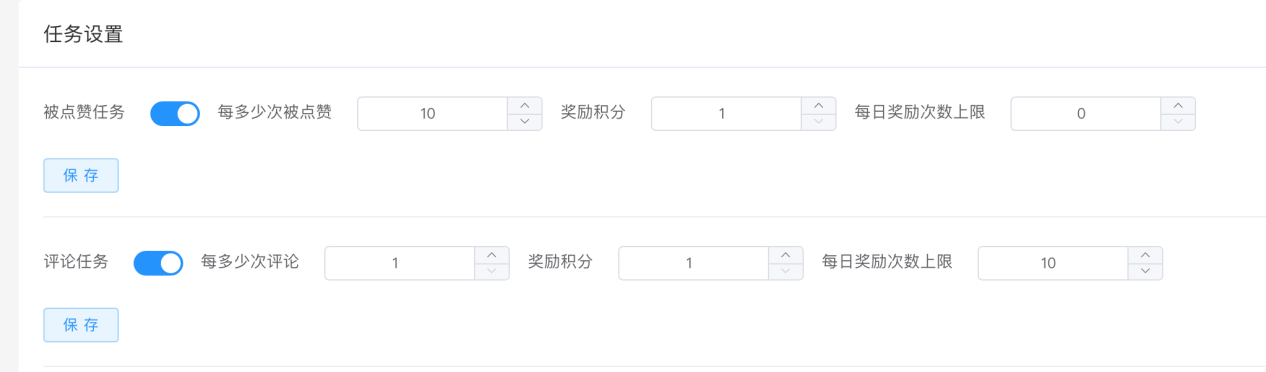 任务设置
被点赞任务 每多少次被点赞 10 奖励积分 1 每日奖励次数上限 0
保存
评论任务 每多少次评论 1 奖励积分 1 每日奖励次数上限 10
保存